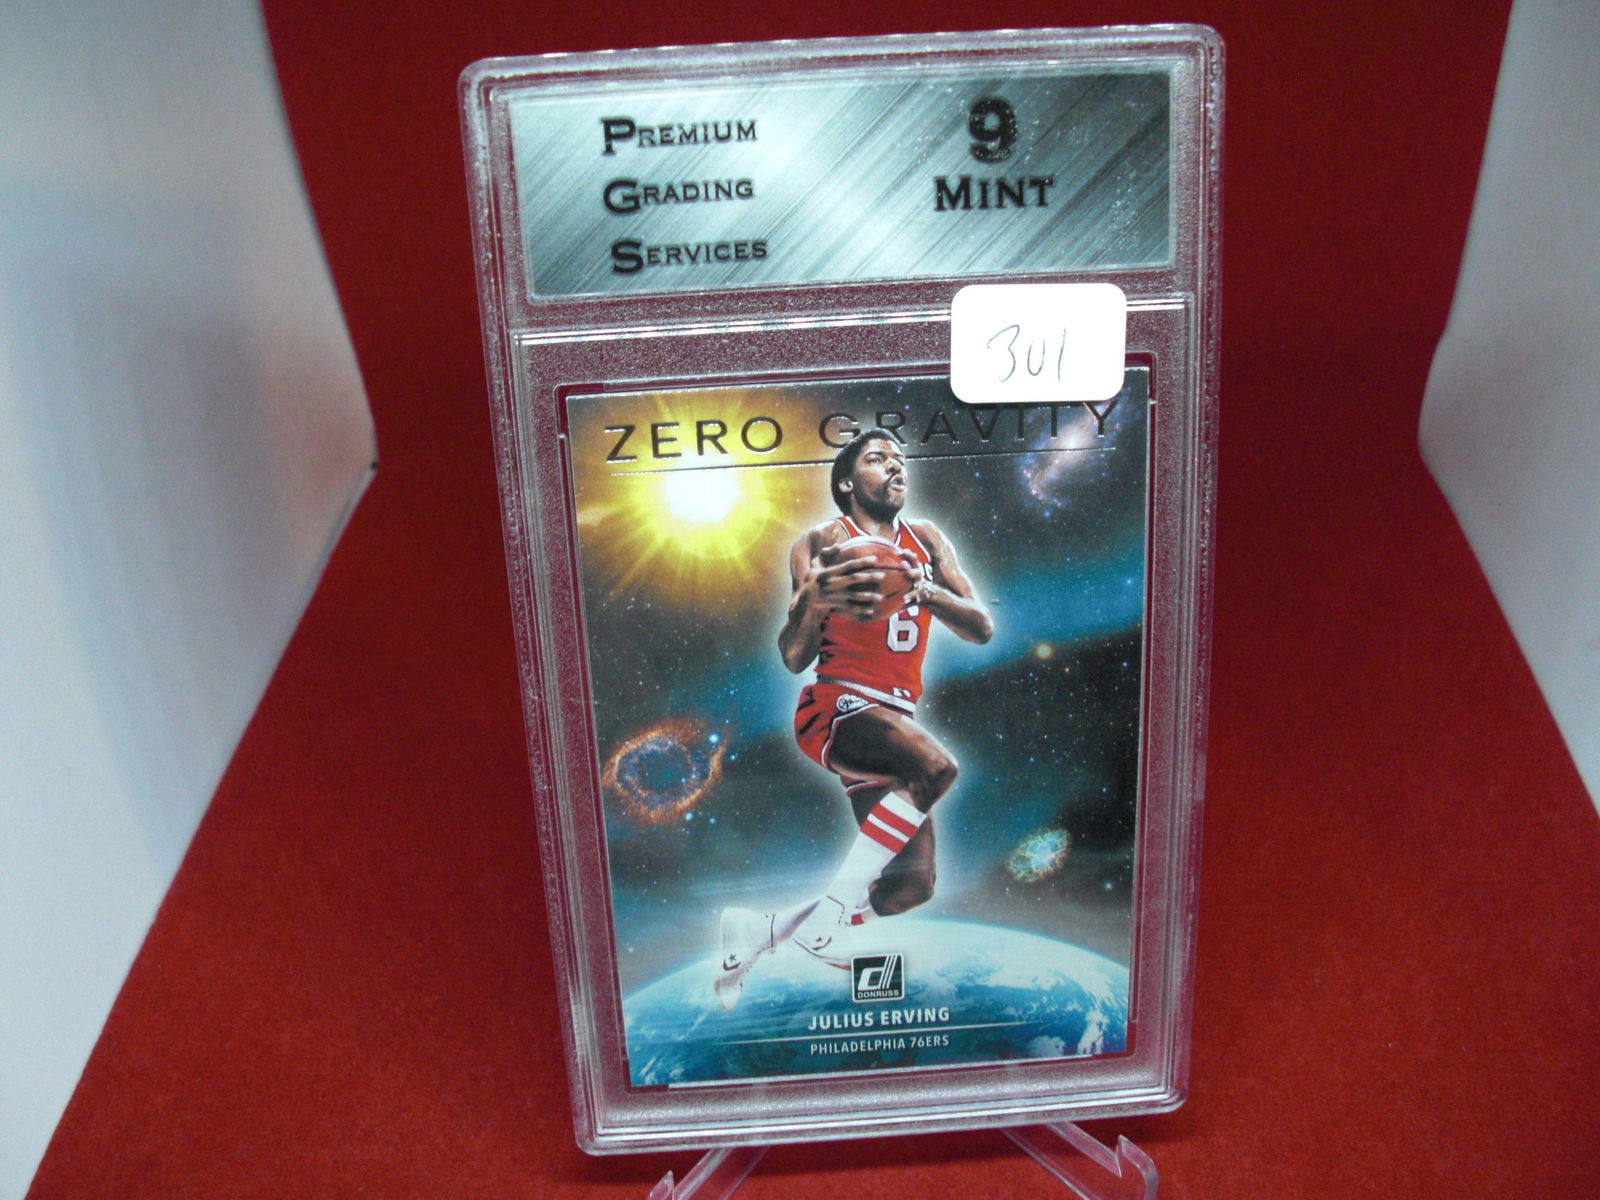 PREMIUM
GRADING
SERVICES
9
MINT
301
ZERO GRAVITY
6
DONRUSS
JULIUS ERVING
PHILADELPHIA 76ERS